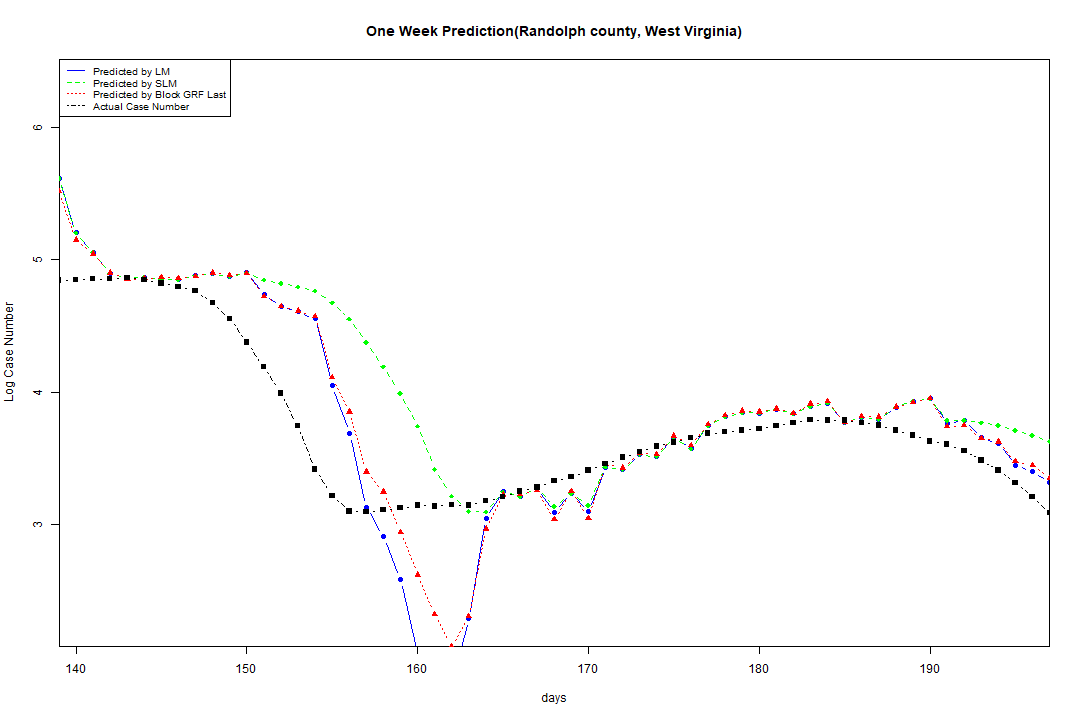 One Week Prediction(Randolph county, West Virginia)
Predicted by LM
Predicted by SLM
Predicted by Block GRF Last
Actual Case Number
6
5
4
3
Log Case Number
140 150 160 170 180 190
days